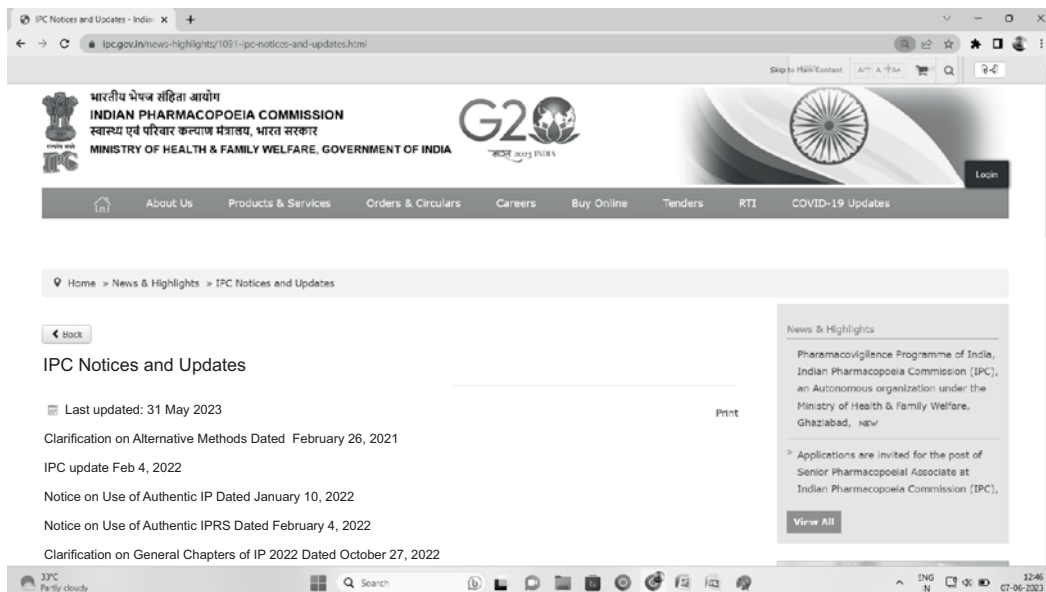 IPC Notices and Updates - Indian
ipc.gov.in/news-highlights/1091-ipc-notices-and-updates.html
Skip to Main Content
A
A+
हिन्दी
भारतीय भेषज संहिता आयोग
INDIAN PHARMACOPOEIA COMMISSION
स्वास्थ्य एवं परिवार कल्याण मंत्रालय, भारत सरकार
MINISTRY OF HEALTH & FAMILY WELFARE, GOVERNMENT OF INDIA
IPC
G20
भारत 2023 INDIA
Login
About Us Products & Services Orders & Circulars Careers Buy Online Tenders RTI COVID-19 Updates
Home » News & Highlights » IPC Notices and Updates
Back
IPC Notices and Updates
Last updated: 31 May 2023
Print
Clarification on Alternative Methods Dated February 26, 2021
IPC update Feb 4, 2022
Notice on Use of Authentic IP Dated January 10, 2022
Notice on Use of Authentic IPRS Dated February 4, 2022
Clarification on General Chapters of IP 2022 Dated October 27, 2022
News & Highlights
Pharamacovigilance Programme of India,
Indian Pharmacopoeia Commission (IPC),
an Autonomous organization under the
Ministry of Health & Family Welfare,
Ghaziabad, NEW
» Applications are invited for the post of
Senior Pharmacopoeial Associate at
Indian Pharmacopoeia Commission (IPC),
View All
33°C
Partly cloudy
Search
ENG
IN
12:46
07-06-2023